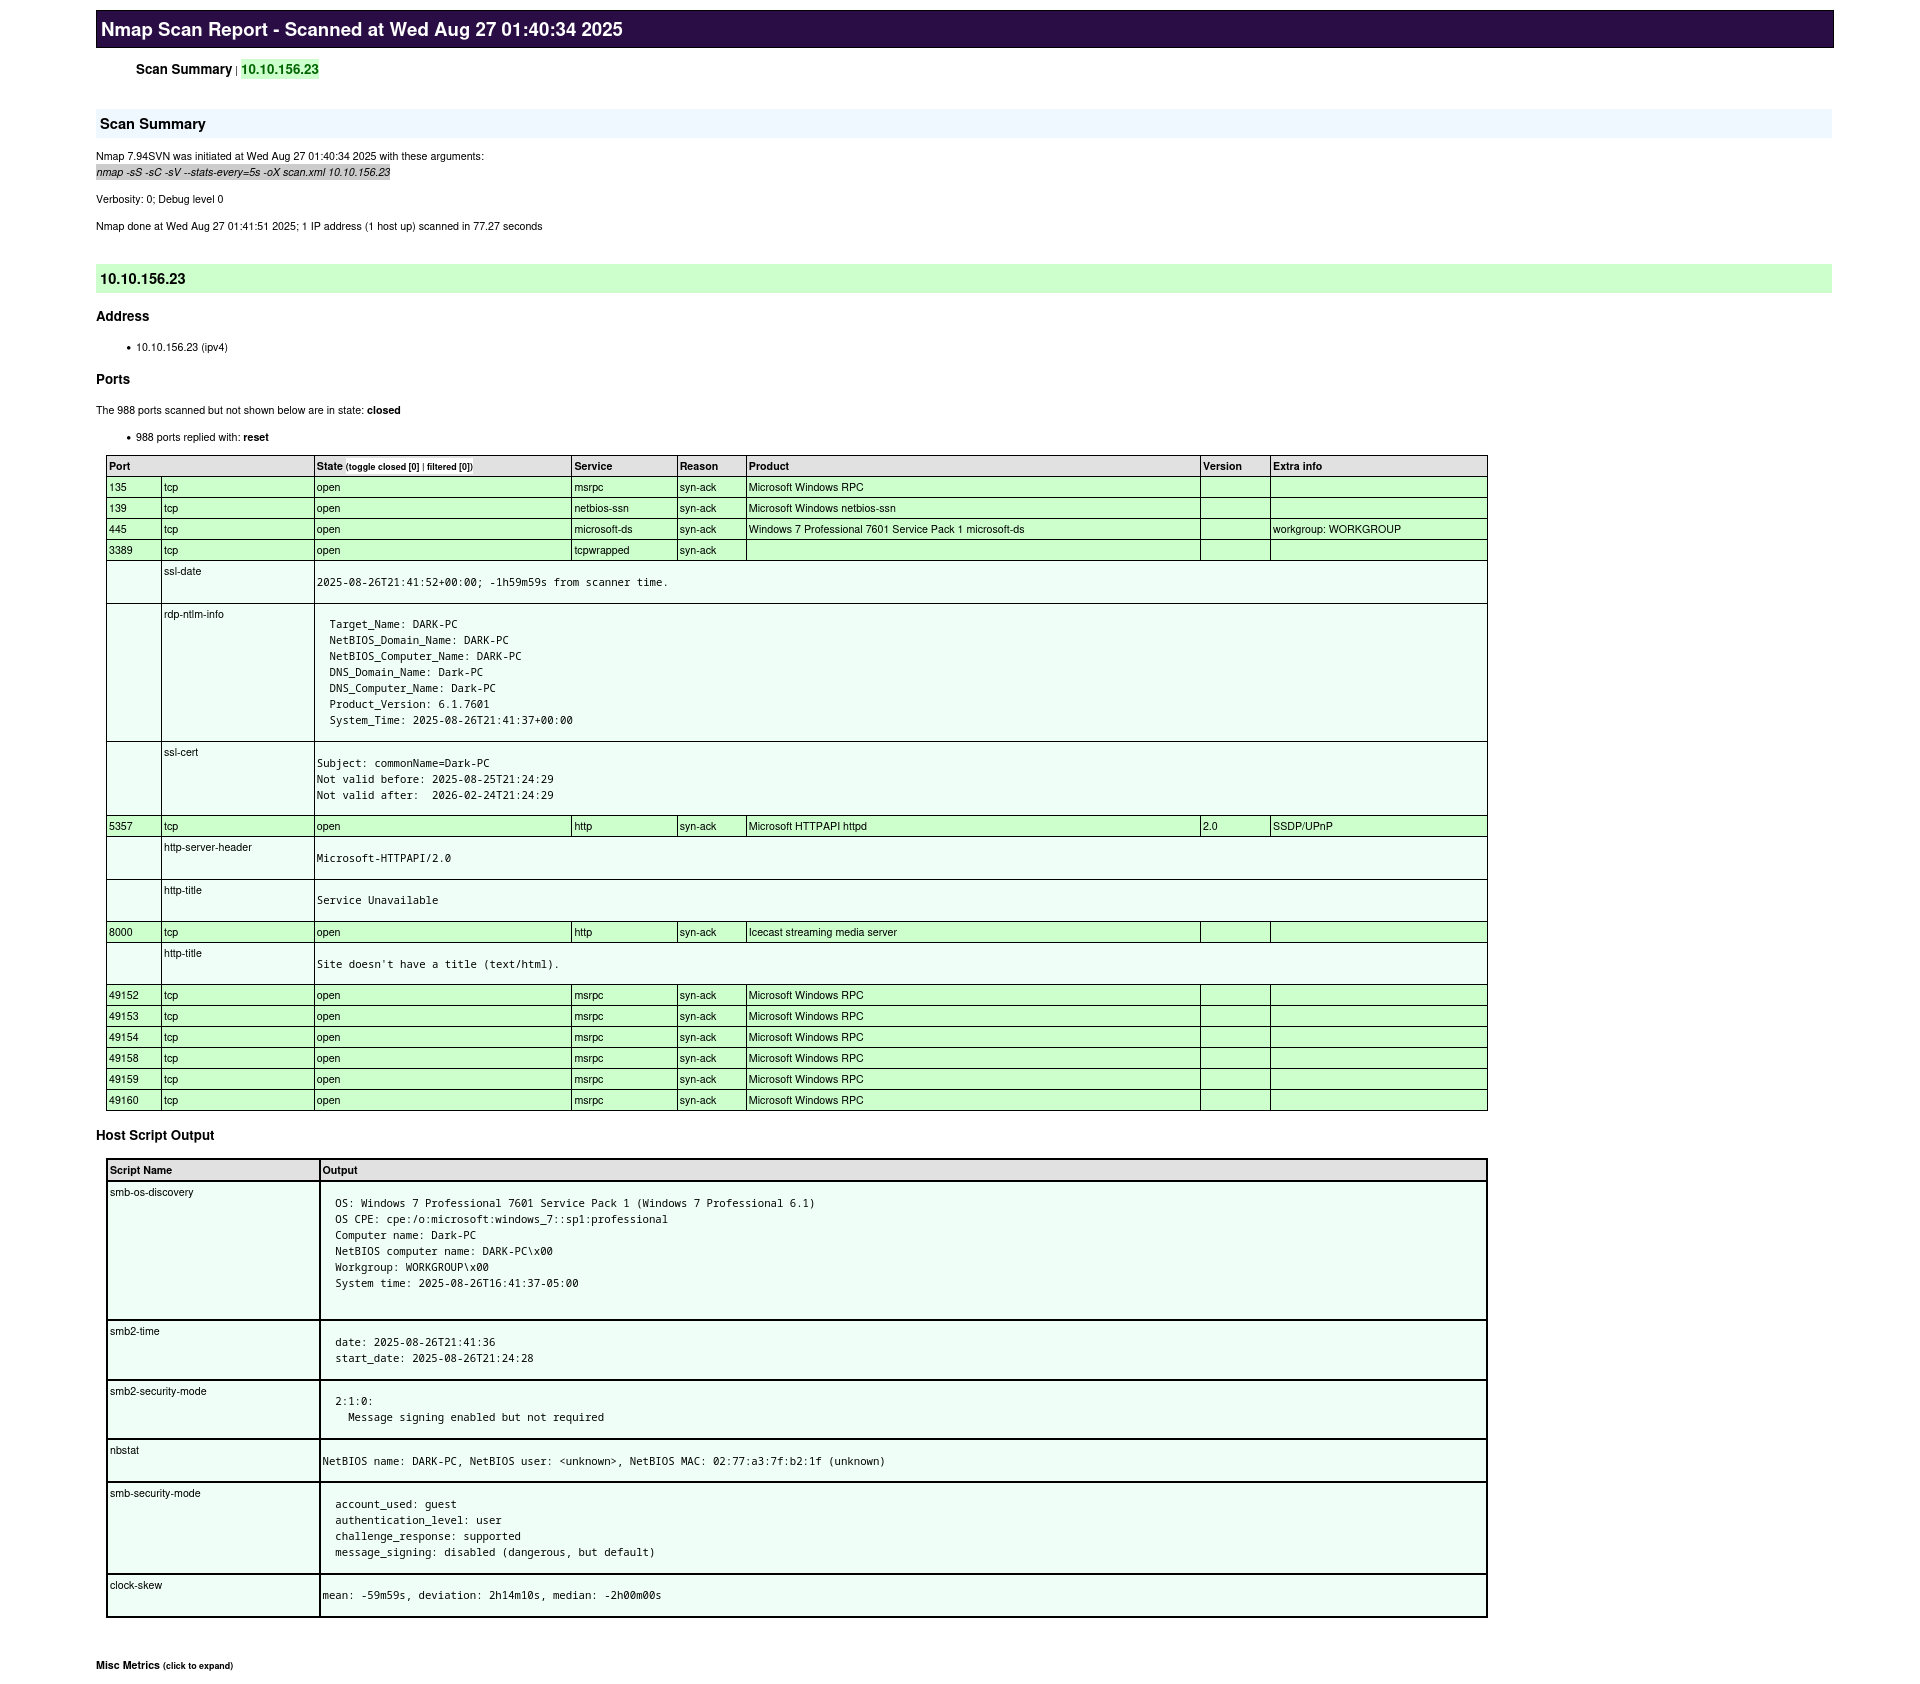 Nmap Scan Report - Scanned at Wed Aug 27 01:40:34 2025
Scan Summary | 10.10.156.23
Scan Summary
Nmap 7.94SVN was initiated at Wed Aug 27 01:40:34 2025 with these arguments:
nmap -sS -sC -sV --stats-every=5s -oX scan.xml 10.10.156.23
Verbosity: 0; Debug level 0
Nmap done at Wed Aug 27 01:41:51 2025; 1 IP address (1 host up) scanned in 77.27 seconds
10.10.156.23
Address
• 10.10.156.23 (ipv4)
Ports
The 988 ports scanned but not shown below are in state: closed
• 988 ports replied with: reset
Port State (toggle closed [0] | filtered [0]) Service Reason Product Version Extra info
135 tcp open msrpc syn-ack Microsoft Windows RPC
139 tcp open netbios-ssn syn-ack Microsoft Windows netbios-ssn
445 tcp open microsoft-ds syn-ack Windows 7 Professional 7601 Service Pack 1 microsoft-ds workgroup: WORKGROUP
3389 tcp open tcpwrapped syn-ack
ssl-date
2025-08-26T21:41:52+00:00; -1h59m59s from scanner time.
rdp-ntlm-info
Target_Name: DARK-PC
NetBIOS_Domain_Name: DARK-PC
NetBIOS_Computer_Name: DARK-PC
DNS_Domain_Name: Dark-PC
DNS_Computer_Name: Dark-PC
Product_Version: 6.1.7601
System_Time: 2025-08-26T21:41:37+00:00
ssl-cert
Subject: commonName=Dark-PC
Not valid before: 2025-08-25T21:24:29
Not valid after:  2026-02-24T21:24:29
5357 tcp open http syn-ack Microsoft HTTPAPI httpd 2.0 SSDP/UPnP
http-server-header
Microsoft-HTTPAPI/2.0
http-title
Service Unavailable
8000 tcp open http syn-ack Icecast streaming media server
http-title
Site doesn't have a title (text/html).
49152 tcp open msrpc syn-ack Microsoft Windows RPC
49153 tcp open msrpc syn-ack Microsoft Windows RPC
49154 tcp open msrpc syn-ack Microsoft Windows RPC
49158 tcp open msrpc syn-ack Microsoft Windows RPC
49159 tcp open msrpc syn-ack Microsoft Windows RPC
49160 tcp open msrpc syn-ack Microsoft Windows RPC
Host Script Output
Script Name Output
smb-os-discovery
OS: Windows 7 Professional 7601 Service Pack 1 (Windows 7 Professional 6.1)
OS CPE: cpe:/o:microsoft:windows_7::sp1:professional
Computer name: Dark-PC
NetBIOS computer name: DARK-PC\x00
Workgroup: WORKGROUP\x00
System time: 2025-08-26T16:41:37-05:00
smb2-time
date: 2025-08-26T21:41:36
start_date: 2025-08-26T21:24:28
smb2-security-mode
2:1:0:
Message signing enabled but not required
nbstat
NetBIOS name: DARK-PC, NetBIOS user: <unknown>, NetBIOS MAC: 02:77:a3:7f:b2:1f (unknown)
smb-security-mode
account_used: guest
authentication_level: user
challenge_response: supported
message_signing: disabled (dangerous, but default)
clock-skew
mean: -59m59s, deviation: 2h14m10s, median: -2h00m00s
Misc Metrics (click to expand)